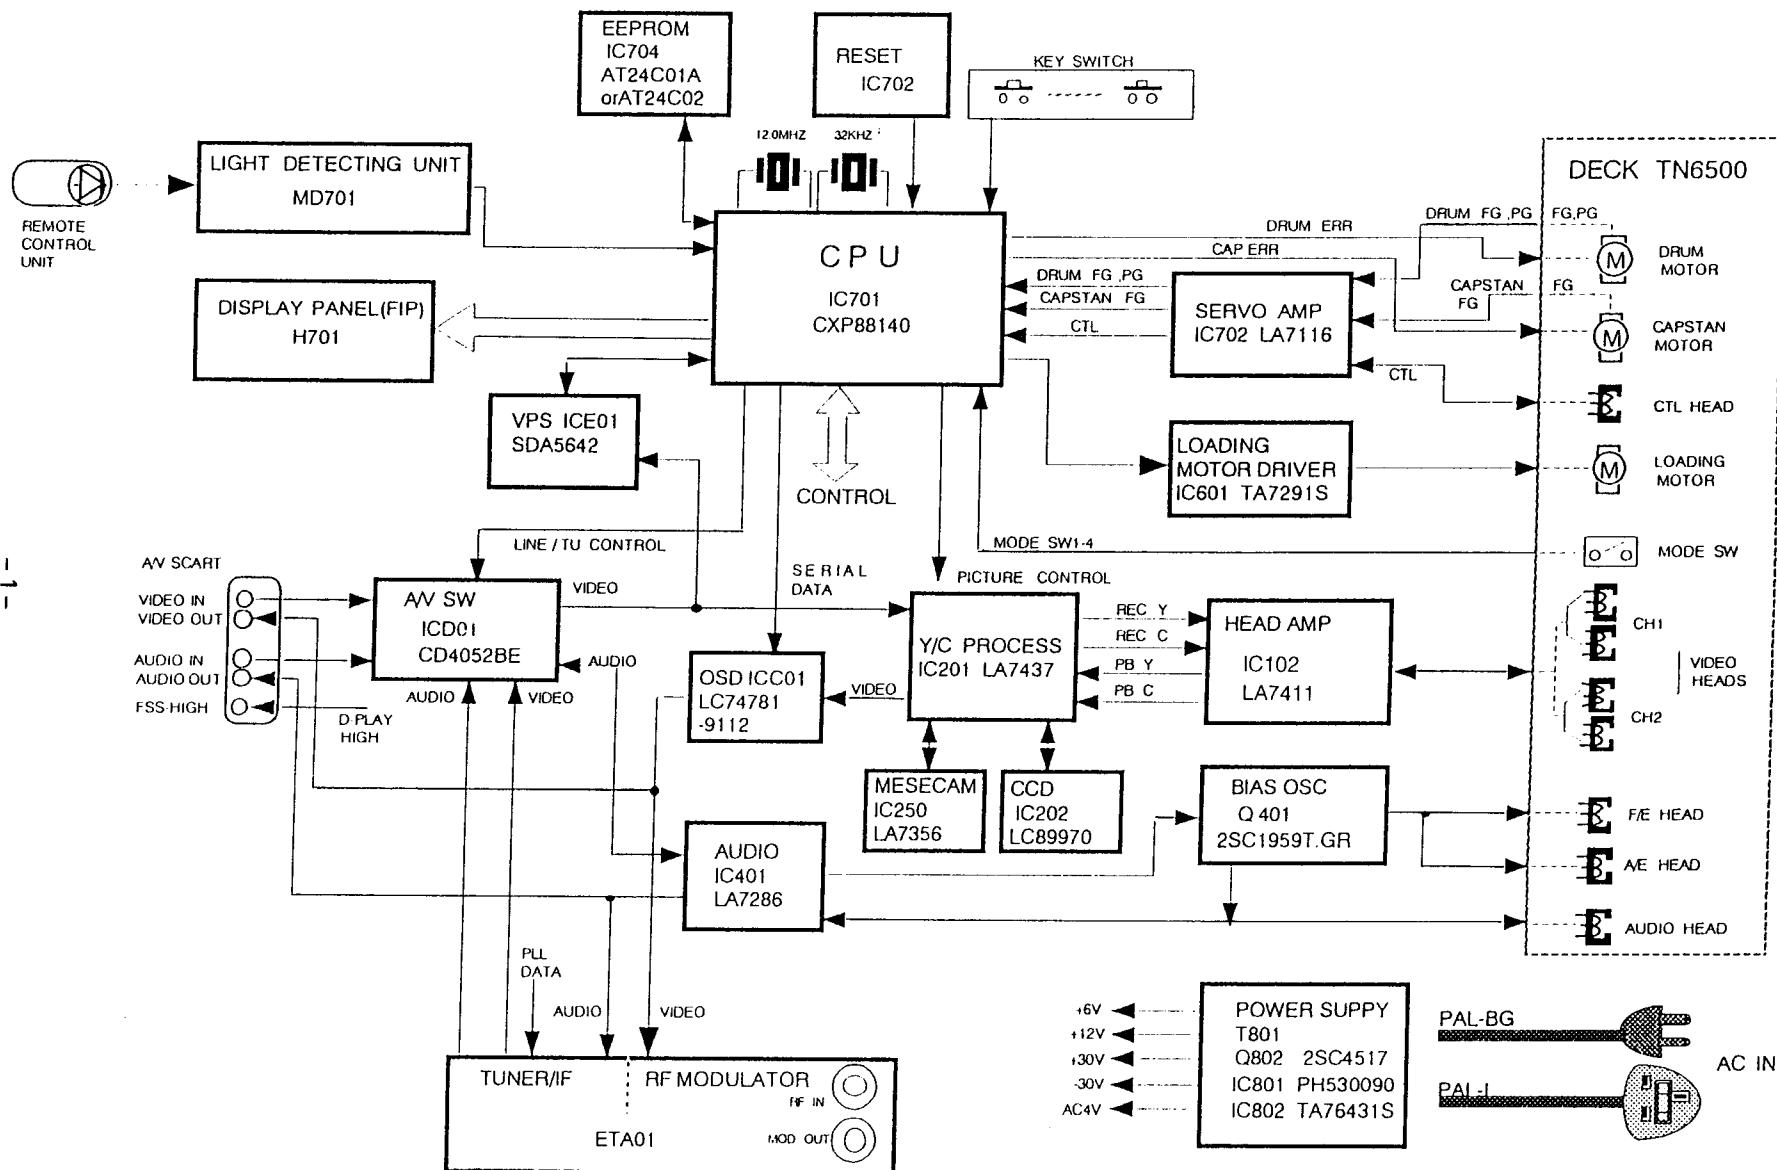 EEPROM
IC704
AT24C01A
orAT24C02
RESET
IC702
KEY SWITCH
12.0MHZ
32KHZ
LIGHT DETECTING UNIT
MD701
REMOTE
CONTROL
UNIT
DISPLAY PANEL(FIP)
H701
CPU
IC701
CXP88140
DRUM ERR
CAP ERR
DRUM FG ,PG
CAPSTAN FG
CTL
SERVO AMP
IC702 LA7116
DRUM FG ,PG
FG,PG
CAPSTAN
FG
FG
CTL
DECK TN6500
M
DRUM
MOTOR
M
CAPSTAN
MOTOR
CTL HEAD
M
LOADING
MOTOR
MODE SW
CH1
CH2
VIDEO
HEADS
F/E HEAD
A/E HEAD
AUDIO HEAD
VPS ICE01
SDA5642
CONTROL
LOADING
MOTOR DRIVER
IC601 TA7291S
MODE SW1-4
LINE / TU CONTROL
SERIAL
DATA
PICTURE CONTROL
A/V SCART
VIDEO IN
VIDEO OUT
AUDIO IN
AUDIO OUT
FSS-HIGH
D-PLAY
HIGH
A/V SW
ICD01
CD4052BE
VIDEO
AUDIO
AUDIO
VIDEO
OSD ICC01
LC74781
-9112
VIDEO
Y/C PROCESS
IC201 LA7437
REC Y
REC C
PB Y
PB C
HEAD AMP
IC102
LA7411
MESECAM
IC250
LA7356
CCD
IC202
LC89970
BIAS OSC
Q401
2SC1959T.GR
AUDIO
IC401
LA7286
PLL
DATA
AUDIO
VIDEO
TUNER/IF
RF MODULATOR
RF IN
ETA01
MOD OUT
+6V
+12V
+30V
-30V
AC4V
POWER SUPPLY
T801
Q802 2SC4517
IC801 PH530090
IC802 TA76431S
PAL-BG
PAL-I
AC IN
-1-